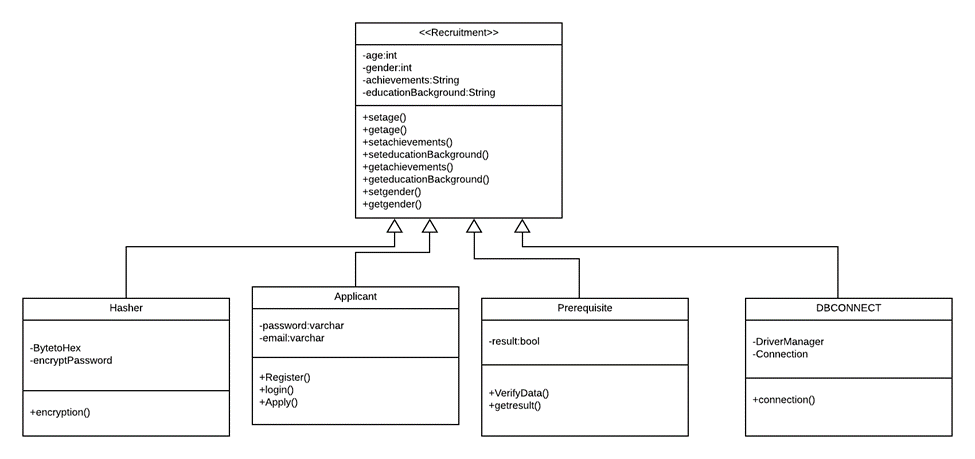 <<Recruitment>>
-age:int
-gender:int
-achievements:String
-educationBackground:String
+setage()
+getage()
+setachievements()
+seteducationBackground()
+getachievements()
+geteducationBackground()
+setgender()
+getgender()
Hasher
-BytetoHex
-encryptPassword
+encryption()
Applicant
-password:varchar
-email:varchar
+Register()
+login()
+Apply()
Prerequisite
-result:bool
+VerifyData()
+getresult()
DBCONNECT
-DriverManager
-Connection
+connection()